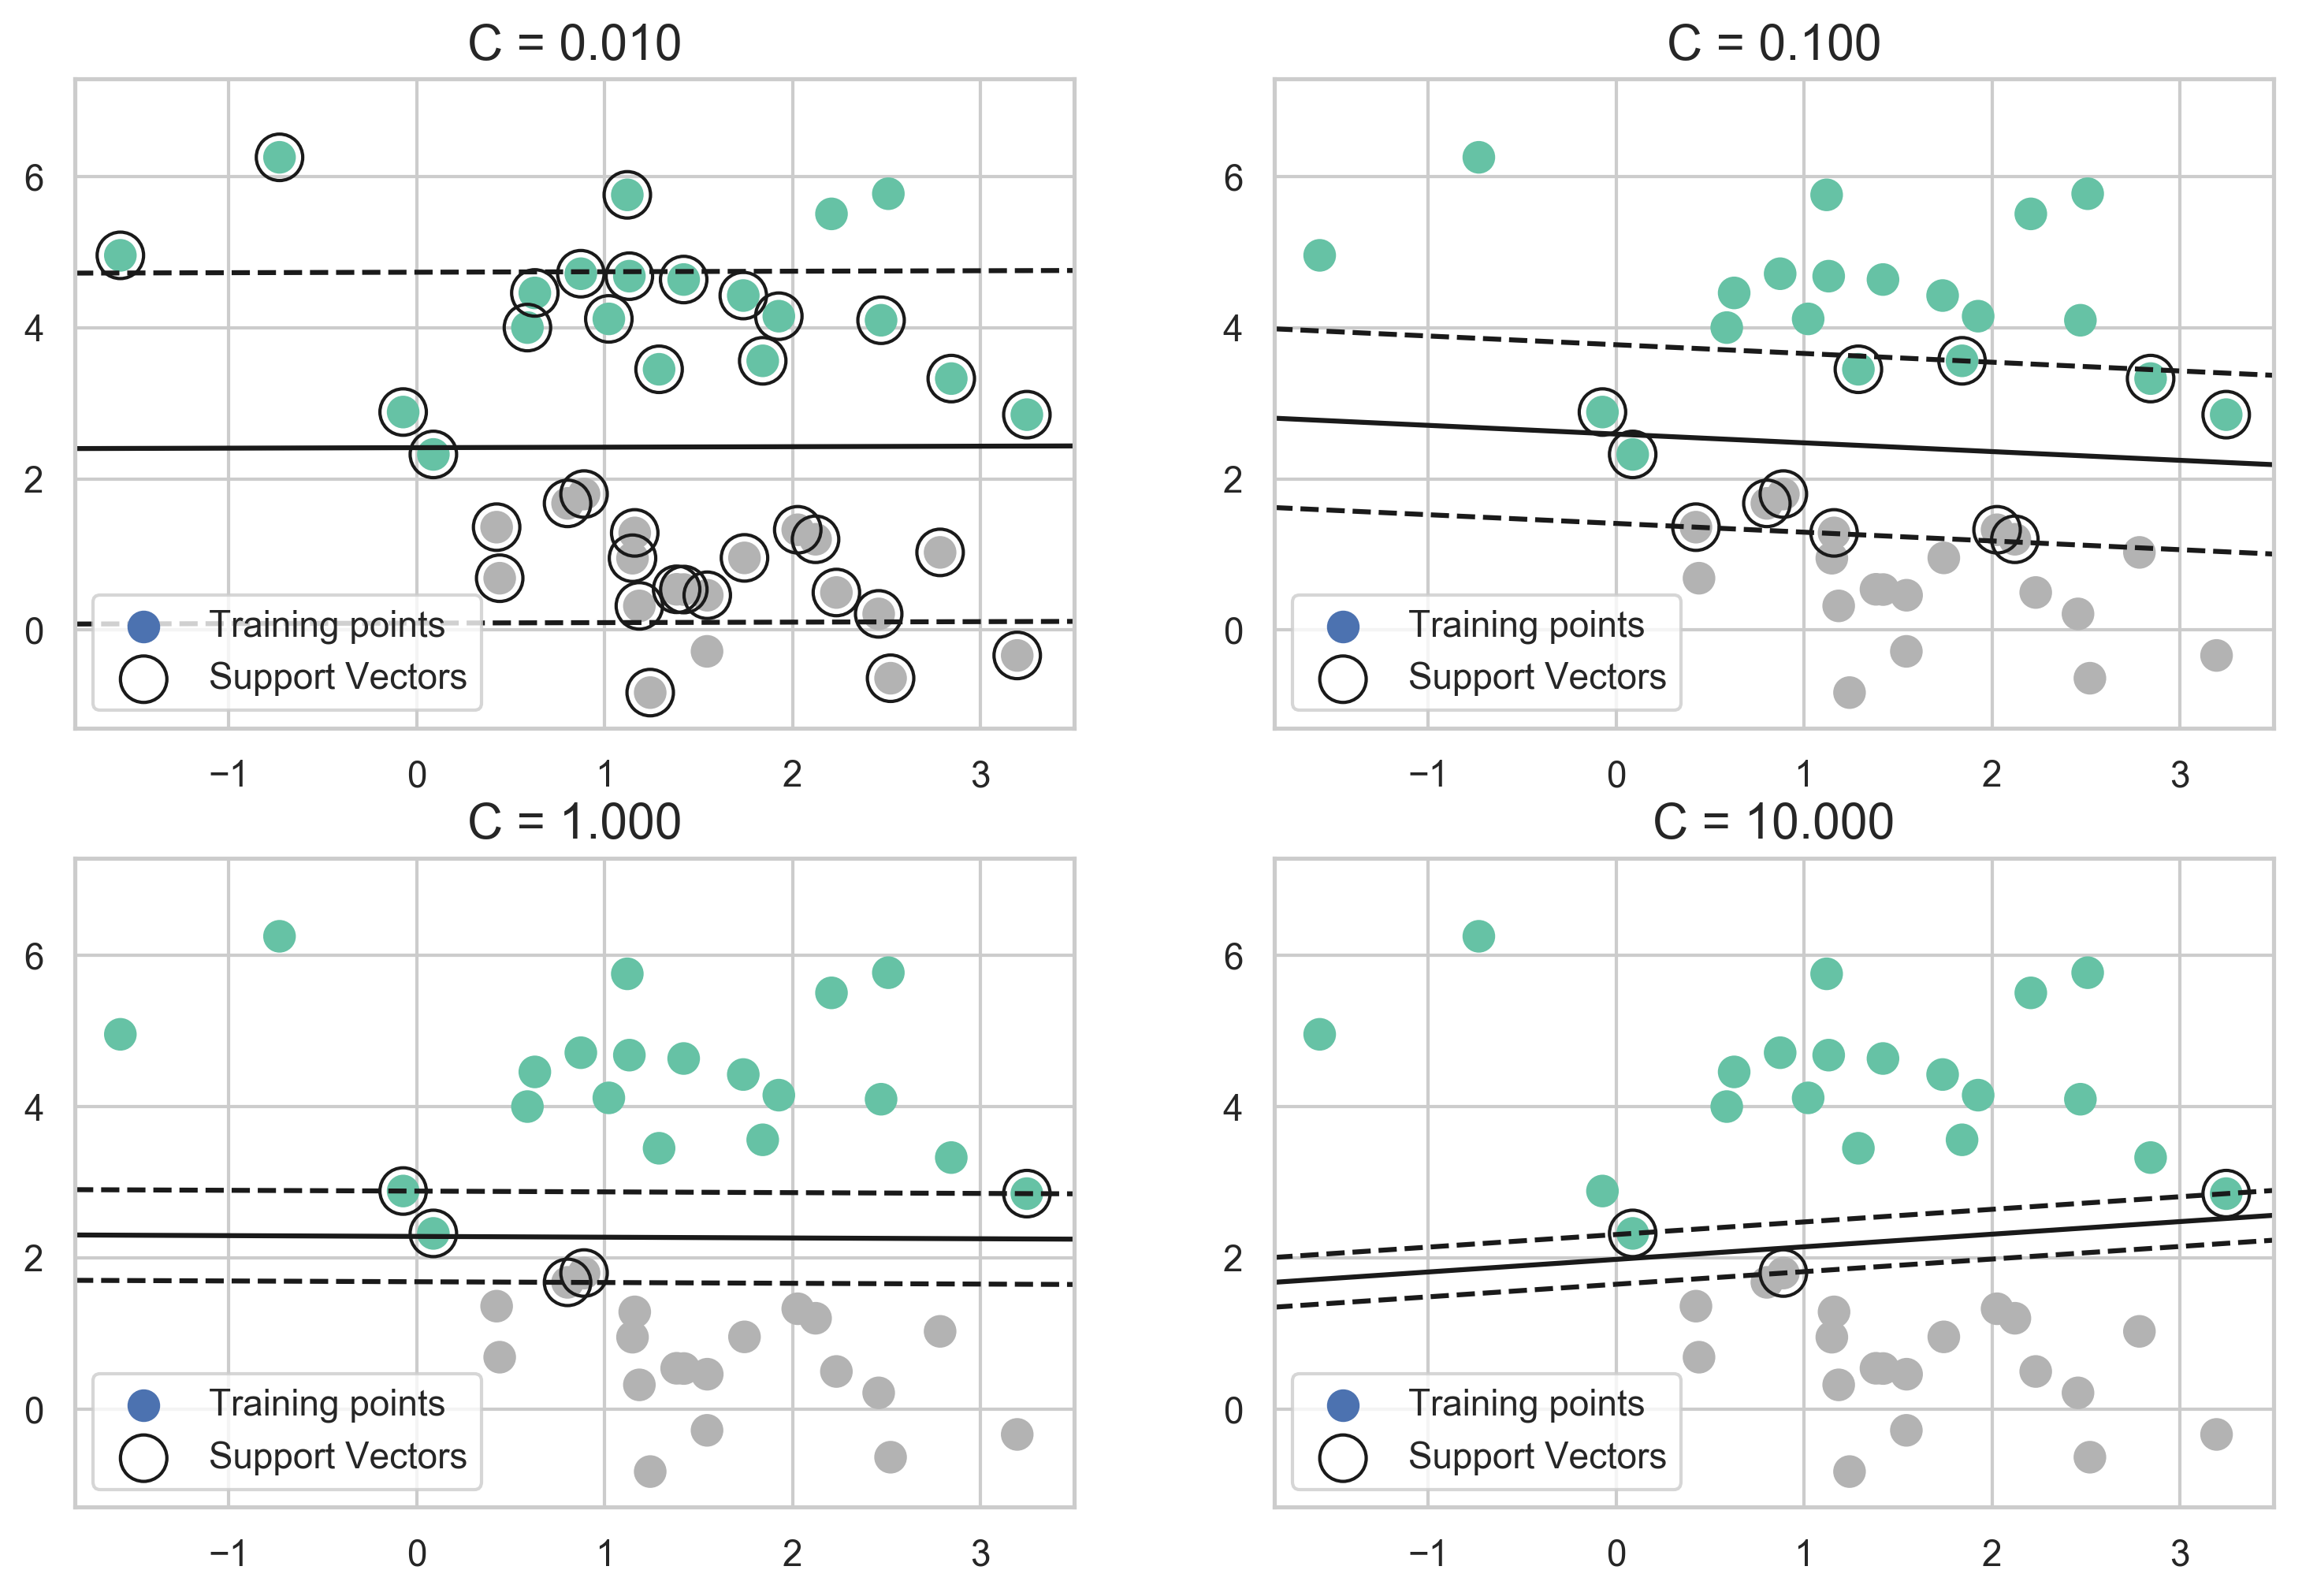 C = 0.010
6
4
2
0
Training points
Support Vectors
−1 0 1 2 3
C = 0.100
6
4
2
0
Training points
Support Vectors
−1 0 1 2 3
C = 1.000
6
4
2
0
Training points
Support Vectors
−1 0 1 2 3
C = 10.000
6
4
2
0
Training points
Support Vectors
−1 0 1 2 3